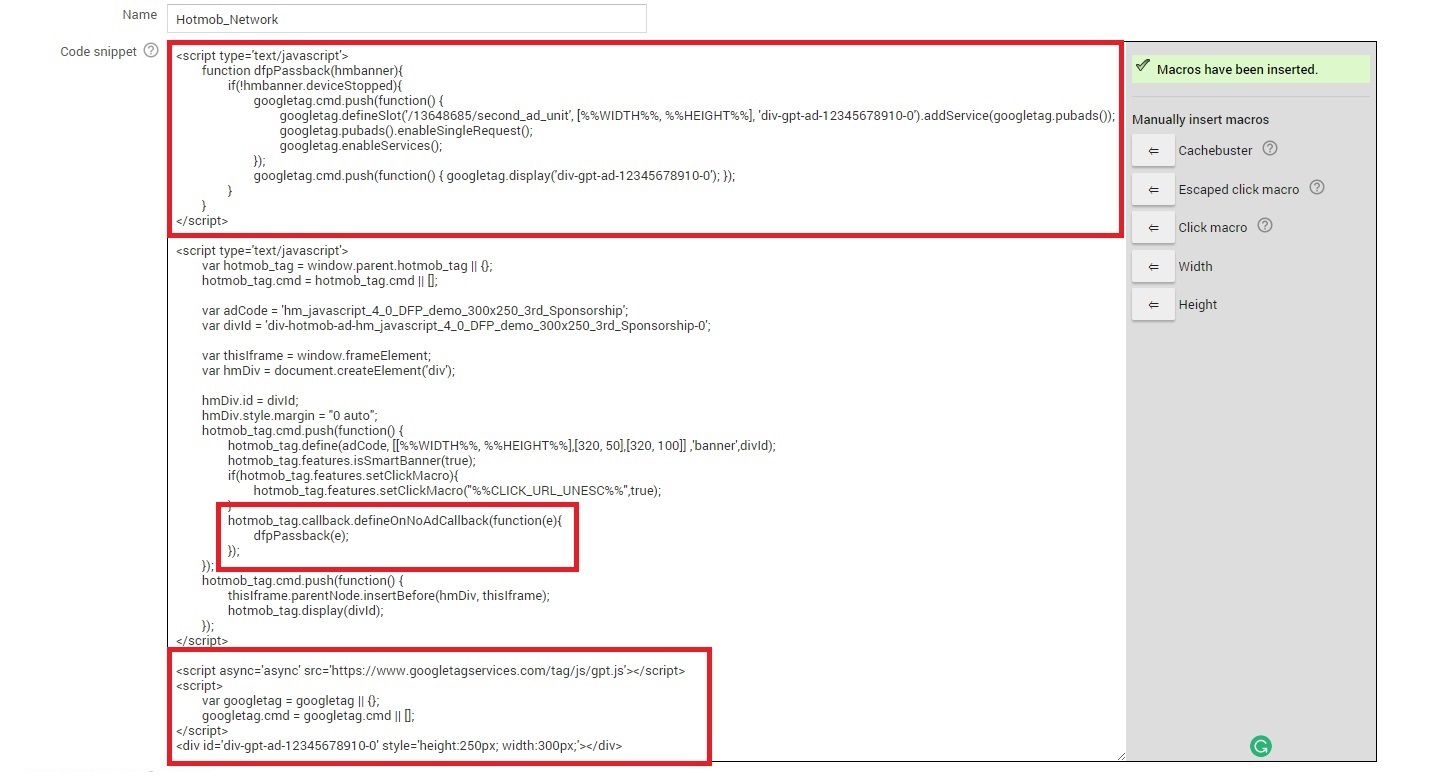 Name
Hotmob_Network
Code snippet ?
<script type='text/javascript'>
function dfpPassback(hmbanner){
if(!hmbanner.deviceStopped){
googletag.cmd.push(function() {
googletag.defineSlot('/13648685/second_ad_unit', [%%WIDTH%%, %%HEIGHT%%], 'div-gpt-ad-12345678910-0').addService(googletag.pubads());
googletag.pubads().enableSingleRequest();
googletag.enableServices();
});
googletag.cmd.push(function() { googletag.display('div-gpt-ad-12345678910-0'); });
}
}
</script>
<script type='text/javascript'>
var hotmob_tag = window.parent.hotmob_tag || {};
hotmob_tag.cmd = hotmob_tag.cmd || [];
var adCode = 'hm_javascript_4_0_DFP_demo_300x250_3rd_Sponsorship';
var divId = 'div-hotmob-ad-hm_javascript_4_0_DFP_demo_300x250_3rd_Sponsorship-0';
var thisIframe = window.frameElement;
var hmDiv = document.createElement('div');
hmDiv.id = divId;
hmDiv.style.margin = "0 auto";
hotmob_tag.cmd.push(function() {
hotmob_tag.define(adCode, [[%%WIDTH%%, %%HEIGHT%%],[320, 50],[320, 100]] ,'banner',divId);
hotmob_tag.features.isSmartBanner(true);
if(hotmob_tag.features.setClickMacro){
hotmob_tag.features.setClickMacro("%%CLICK_URL_UNESC%%",true);
}
hotmob_tag.callback.defineOnNoAdCallback(function(e){
dfpPassback(e);
});
});
hotmob_tag.cmd.push(function() {
thisIframe.parentNode.insertBefore(hmDiv, thisIframe);
hotmob_tag.display(divId);
});
</script>
<script async='async' src='https://www.googletagservices.com/tag/js/gpt.js'></script>
<script>
var googletag = googletag || {};
googletag.cmd = googletag.cmd || [];
</script>
<div id='div-gpt-ad-12345678910-0' style='height:250px; width:300px;'></div>
Macros have been inserted.
Manually insert macros
⇐ Cachebuster ?
⇐ Escaped click macro ?
⇐ Click macro ?
⇐ Width
⇐ Height